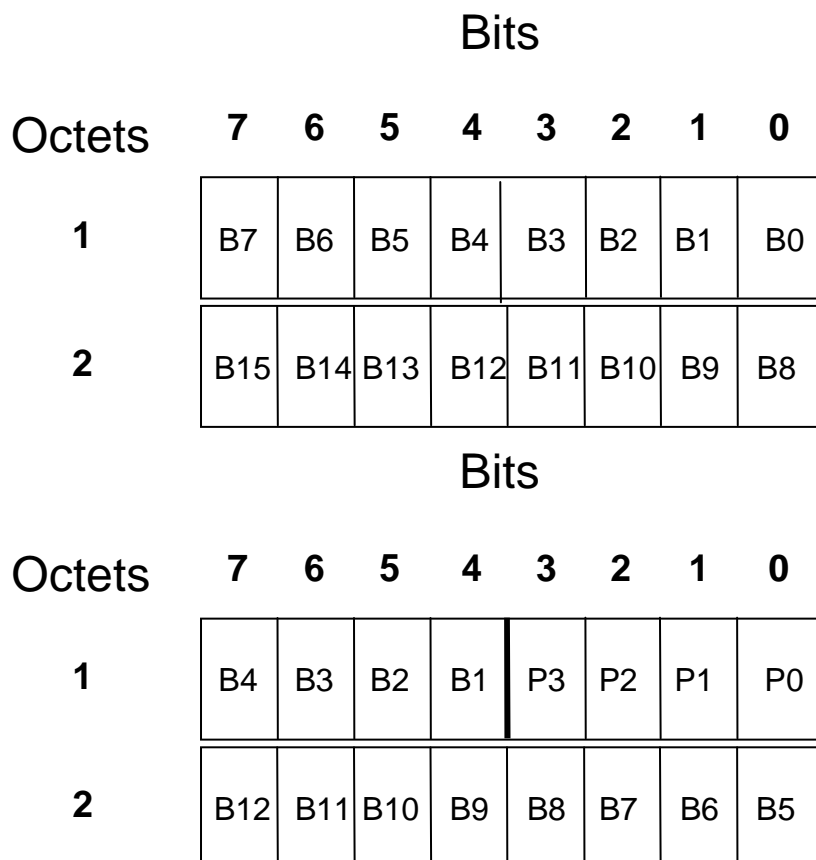 Bits
Octets 7 6 5 4 3 2 1 0
1 B7 B6 B5 B4 B3 B2 B1 B0
2 B15 B14 B13 B12 B11 B10 B9 B8
Bits
Octets 7 6 5 4 3 2 1 0
1 B4 B3 B2 B1 P3 P2 P1 P0
2 B12 B11 B10 B9 B8 B7 B6 B5